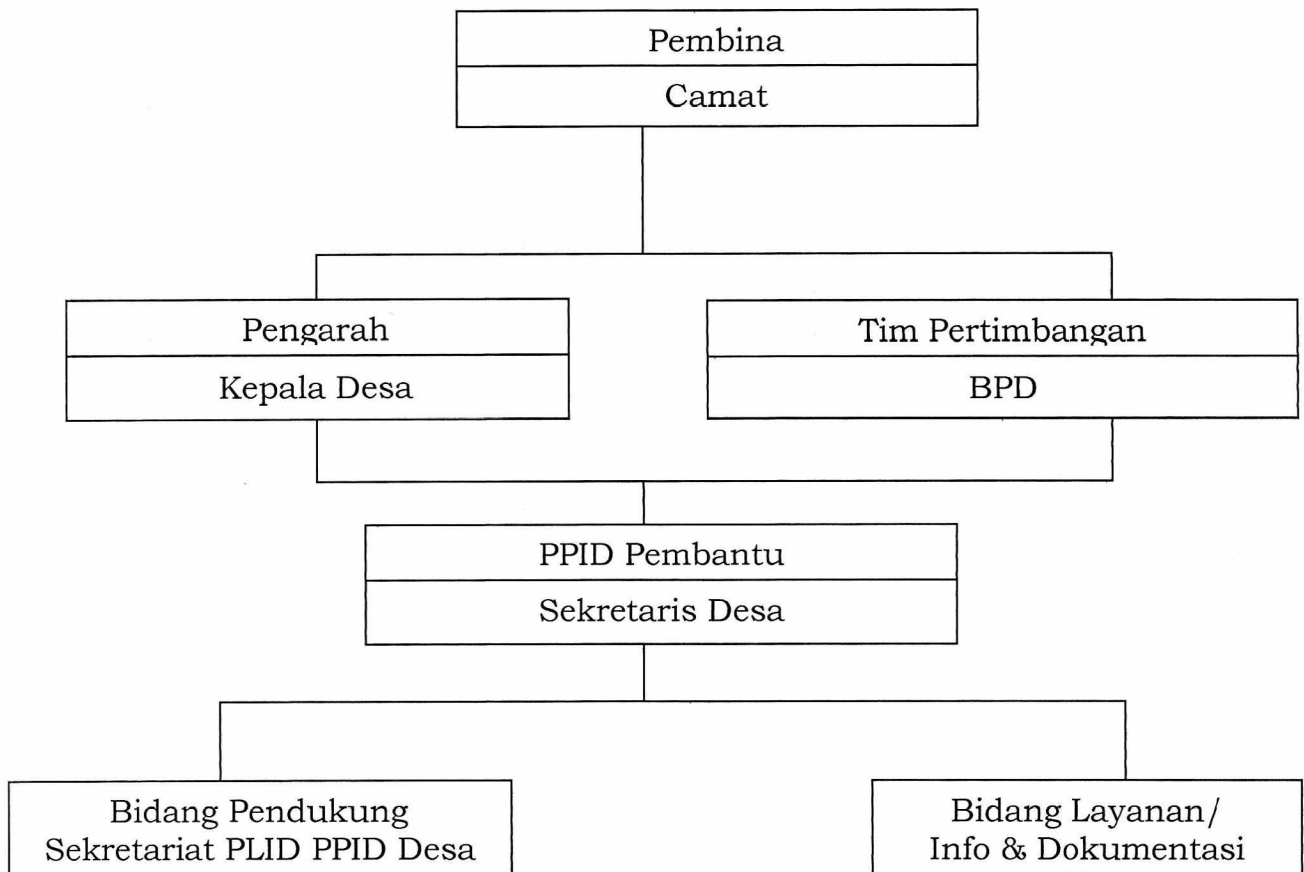 Pembina
Camat
Pengarah
Kepala Desa
Tim Pertimbangan
BPD
PPID Pembantu
Sekretaris Desa
Bidang Pendukung
Sekretariat PLID PPID Desa
Bidang Layanan/
Info & Dokumentasi